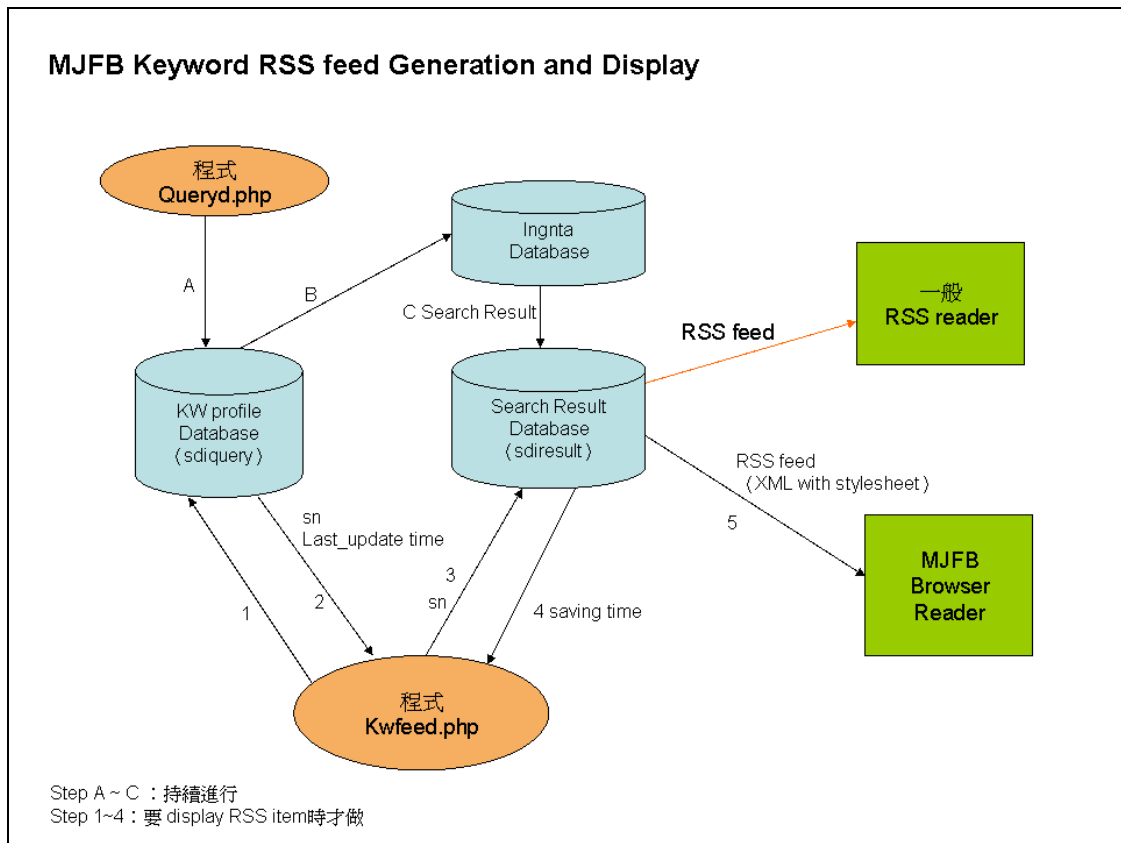 MJFB Keyword RSS feed Generation and Display
程式
Queryd.php
Ingnta
Database
A
B
C Search Result
一般
RSS reader
RSS feed
KW profile
Database
(sdiquery)
Search Result
Database
(sdiresult)
RSS feed
(XML with stylesheet)
5
sn
Last_update time
3
sn
4 saving time
1
2
MJFB
Browser
Reader
程式
Kwfeed.php
Step A ~ C ：持續進行
Step 1~4：要 display RSS item時才做